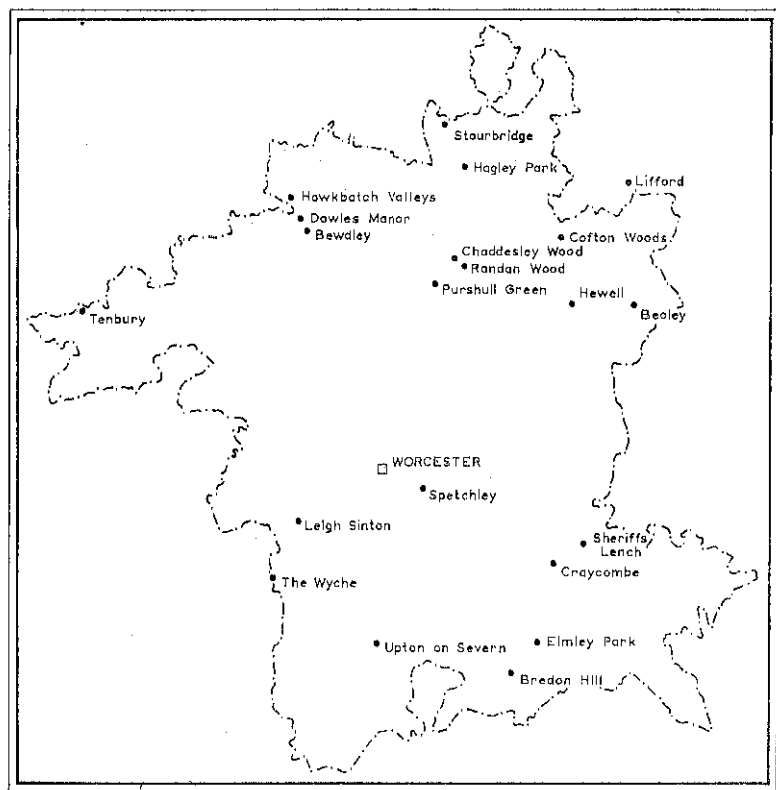 Stourbridge
Hagley Park
Lifford
Hawkbatch Valleys
Dowles Manor
Bewdley
Cofton Woods
Chaddesley Wood
Randan Wood
Purshull Green
Hewell
Beoley
Tenbury
WORCESTER
Spetchley
Leigh Sinton
Sheriffs
Lench
Craycombe
The Wyche
Upton on Severn
Elmley Park
Bredon Hill